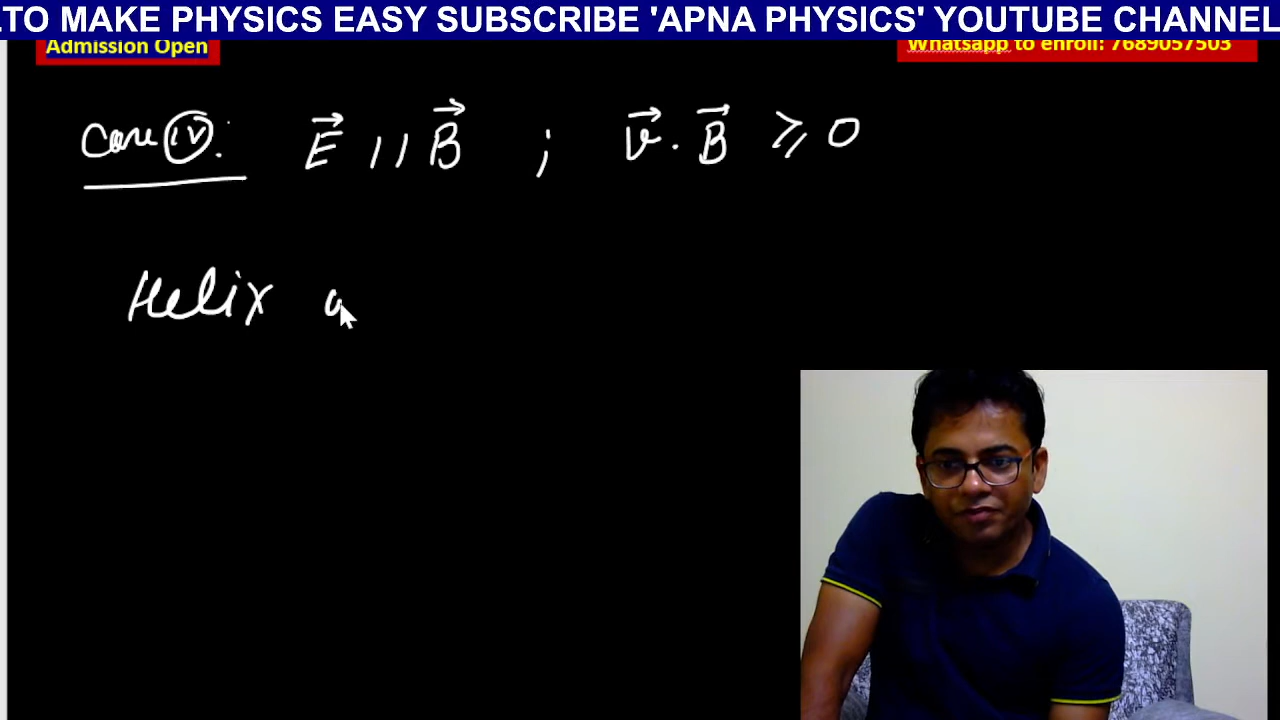 .TO MAKE PHYSICS EASY SUBSCRIBE 'APNA PHYSICS' YOUTUBE CHANNEL
Admission Open
Whatsapp to enroll: 7689057503
Case (iv): E⃗ // B⃗ ; v⃗ . B⃗ ⩾ 0
Helix